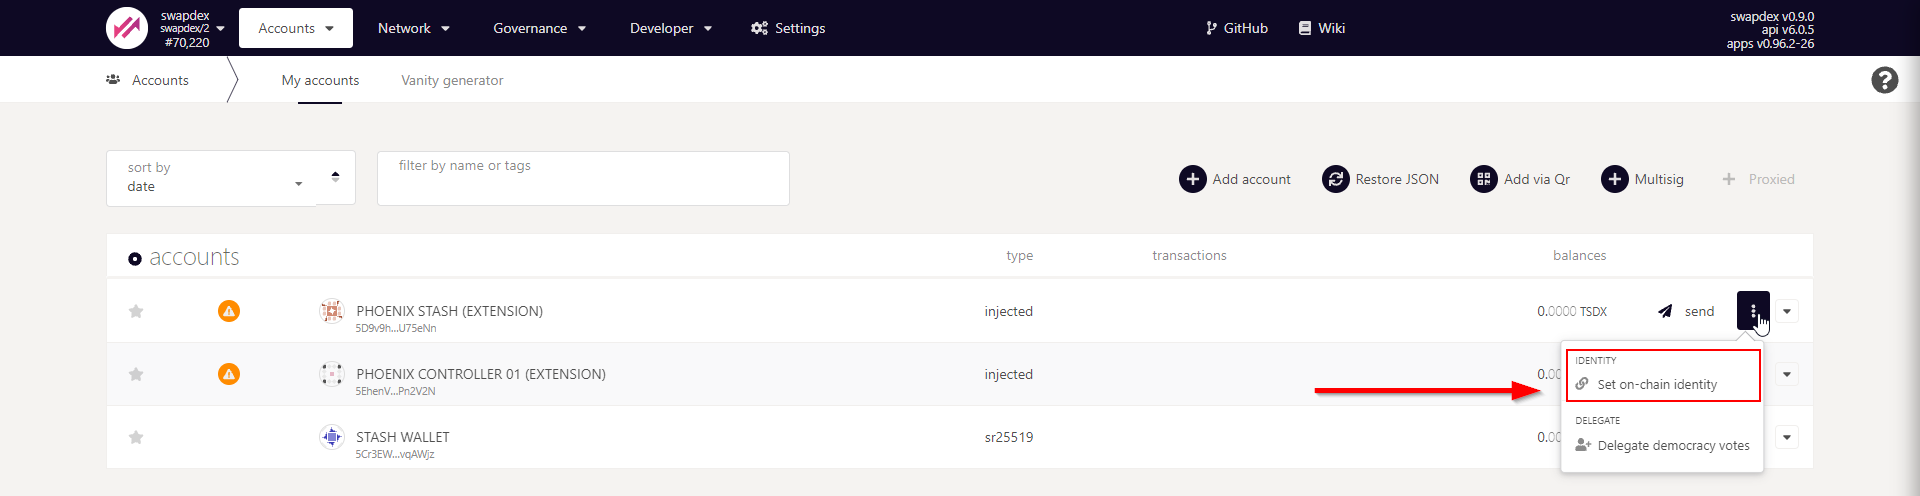 swapdex
swapdex/2
#70,220
Accounts
Network
Governance
Developer
Settings
GitHub
Wiki
swapdex v0.9.0
api v6.0.5
apps v0.96.2-26
Accounts
My accounts
Vanity generator
sort by
date
filter by name or tags
Add account
Restore JSON
Add via Qr
Multisig
Proxied
accounts
type
transactions
balances
PHOENIX STASH (EXTENSION)
5D9v9h...U75eNn
injected
0.0000 TSDX
send
PHOENIX CONTROLLER 01 (EXTENSION)
5EhenV...Pn2V2N
injected
0.00
STASH WALLET
5Cr3EW...vqAWjz
sr25519
0.00
IDENTITY
Set on-chain identity
DELEGATE
Delegate democracy votes